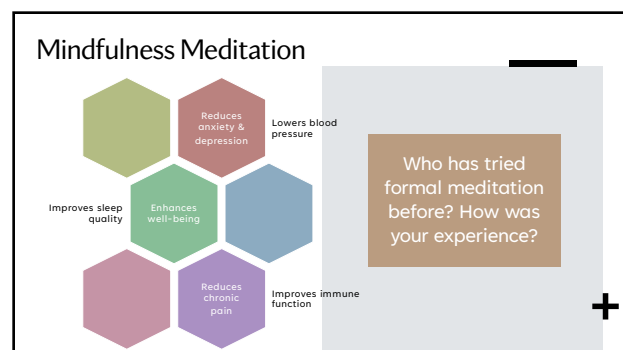 Mindfulness Meditation
Reduces
anxiety &
depression
Lowers blood
pressure
Improves sleep
quality
Enhances
well-being
Reduces
chronic
pain
Improves immune
function
Who has tried
formal meditation
before? How was
your experience?